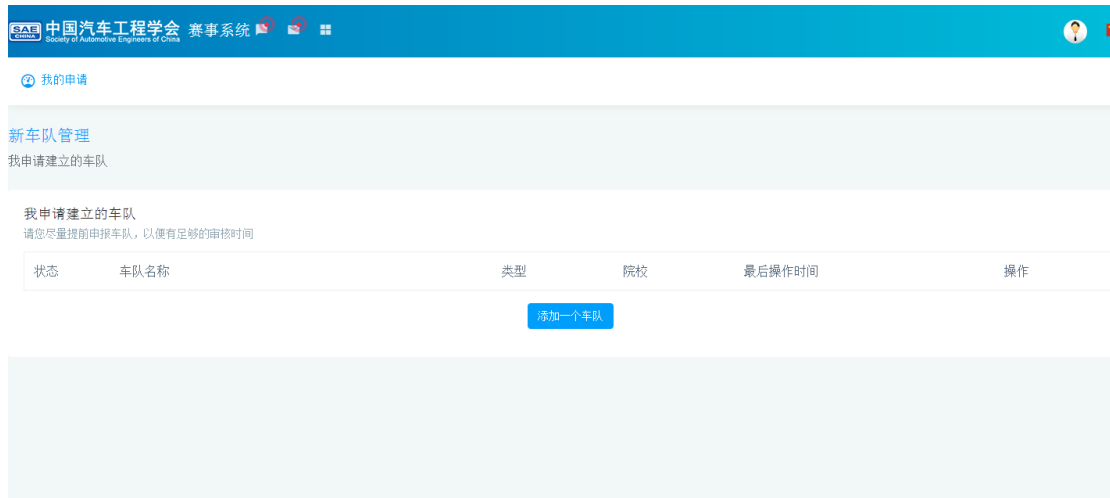 SAE CHINA 中国汽车工程学会 赛事系统
Society of Automotive Engineers of China
我的申请
新车队管理
我申请建立的车队
我申请建立的车队
请您尽量提前申报车队，以便有足够的审核时间
状态 车队名称 类型 院校 最后操作时间 操作
添加一个车队